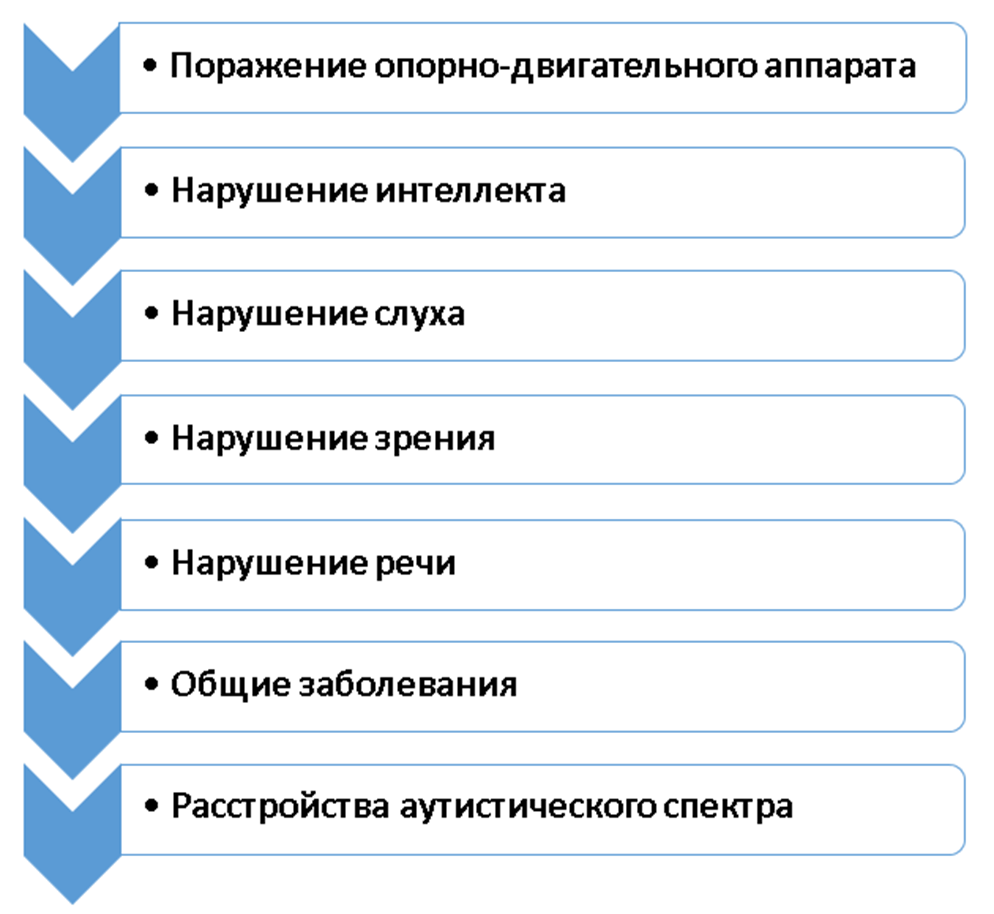 • Поражение опорно-двигательного аппарата
• Нарушение интеллекта
• Нарушение слуха
• Нарушение зрения
• Нарушение речи
• Общие заболевания
• Расстройства аутистического спектра